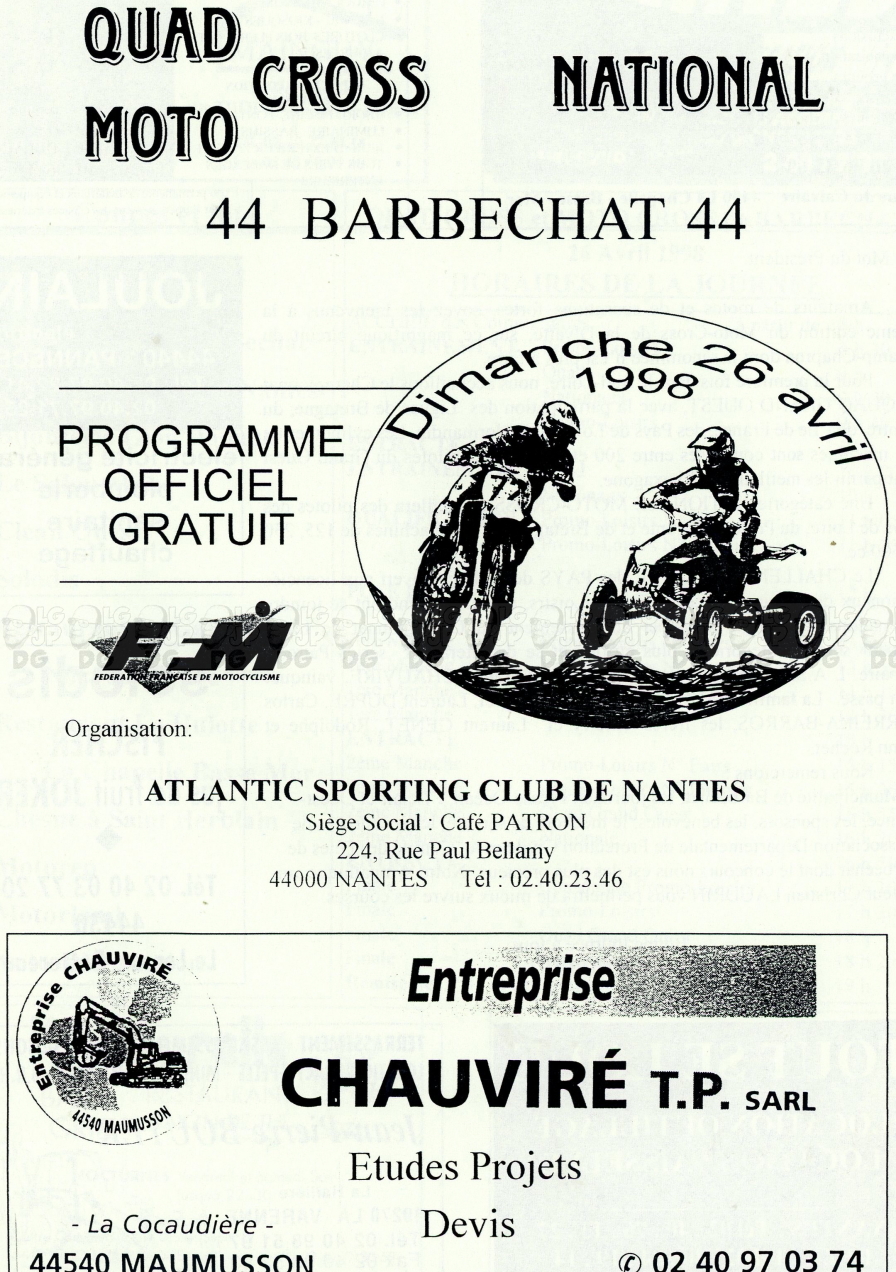 QUAD
CROSS NATIONAL
MOTO
44 BARBECHAT 44
Dimanche 26 avril
1998
PROGRAMME
OFFICIEL
GRATUIT
FFM
FEDERATION FRANÇAISE DE MOTOCYCLISME
Organisation:
ATLANTIC SPORTING CLUB DE NANTES
Siège Social : Café PATRON
224, Rue Paul Bellamy
44000 NANTES Tél : 02.40.23.46
Entreprise CHAUVIRÉ
44540 MAUMUSSON
Entreprise
CHAUVIRÉ T.P. SARL
Etudes Projets
Devis
- La Cocaudière -
44540 MAUMUSSON
✆ 02 40 97 03 74